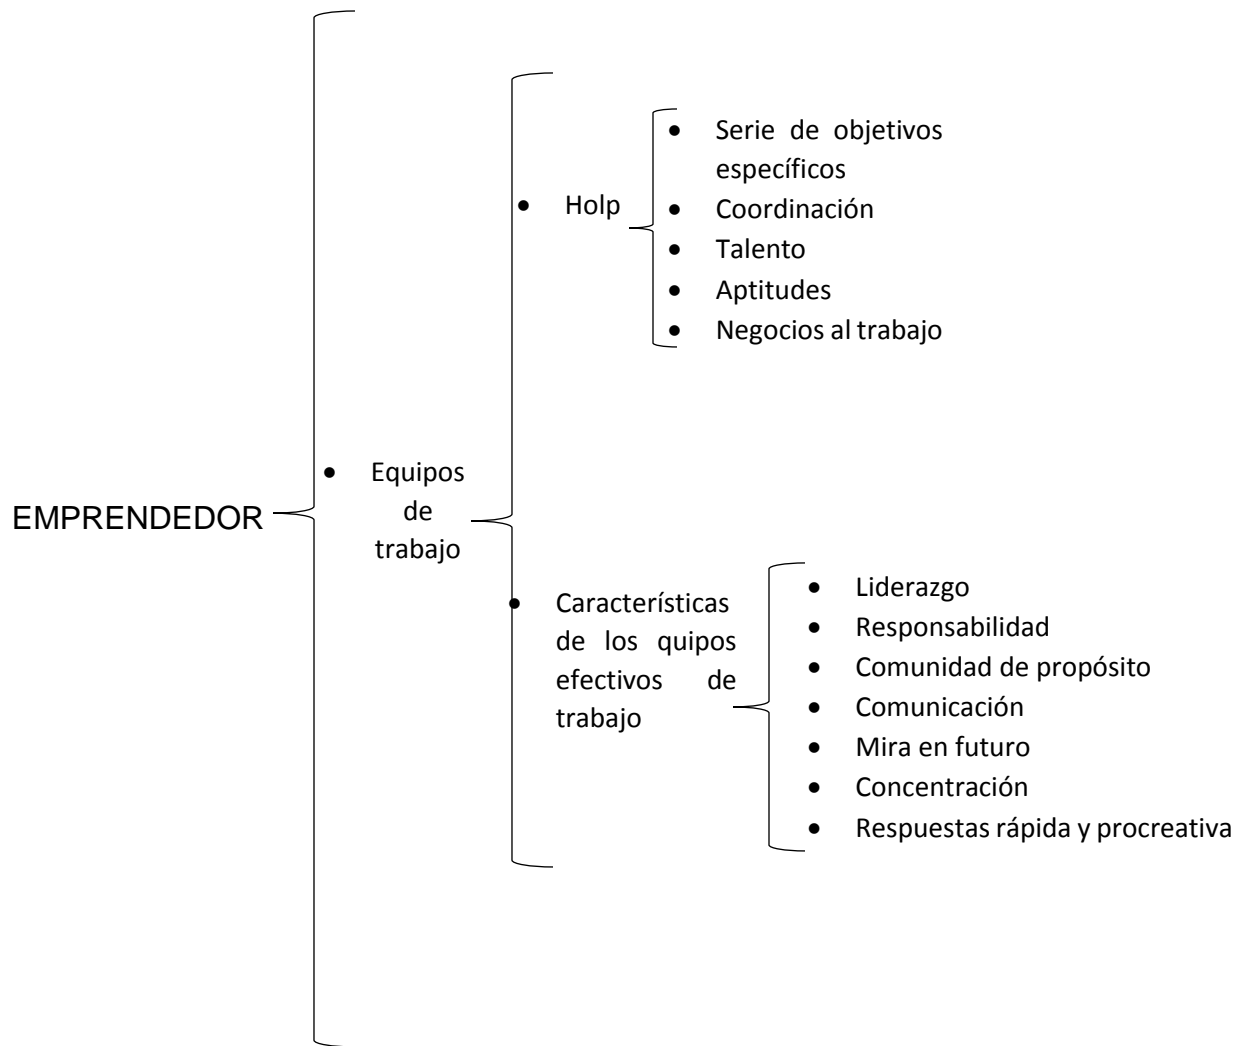 EMPRENDEDOR
• Equipos
de
trabajo
• Holp
• Serie de objetivos
específicos
• Coordinación
• Talento
• Aptitudes
• Negocios al trabajo
• Características
de los quipos
efectivos de
trabajo
• Liderazgo
• Responsabilidad
• Comunidad de propósito
• Comunicación
• Mira en futuro
• Concentración
• Respuestas rápida y procreativa